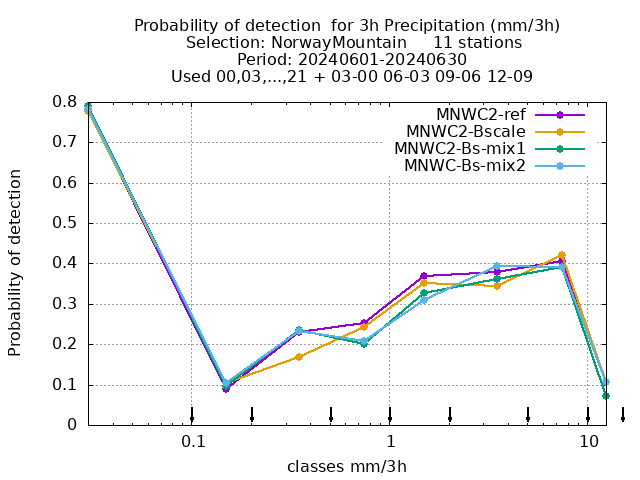 Probability of detection  for 3h Precipitation (mm/3h)
Selection: NorwayMountain     11 stations
Period: 20240601-20240630
Used 00,03,...,21 + 03-00 06-03 09-06 12-09
MNWC2-ref
MNWC2-Bscale
MNWC2-Bs-mix1
MNWC-Bs-mix2
Probability of detection
0.8
0.7
0.6
0.5
0.4
0.3
0.2
0.1
0
0.1 1 10
classes mm/3h